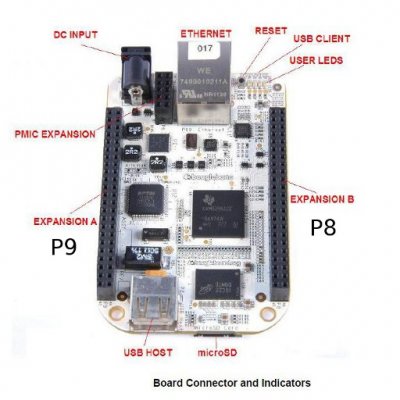 DC INPUT
ETHERNET
RESET
USB CLIENT
USER LEDS
017
WE
7499010211A
PMIC EXPANSION
EXPANSION A
P9
EXPANSION B
P8
USB HOST
microSD
Board Connector and Indicators